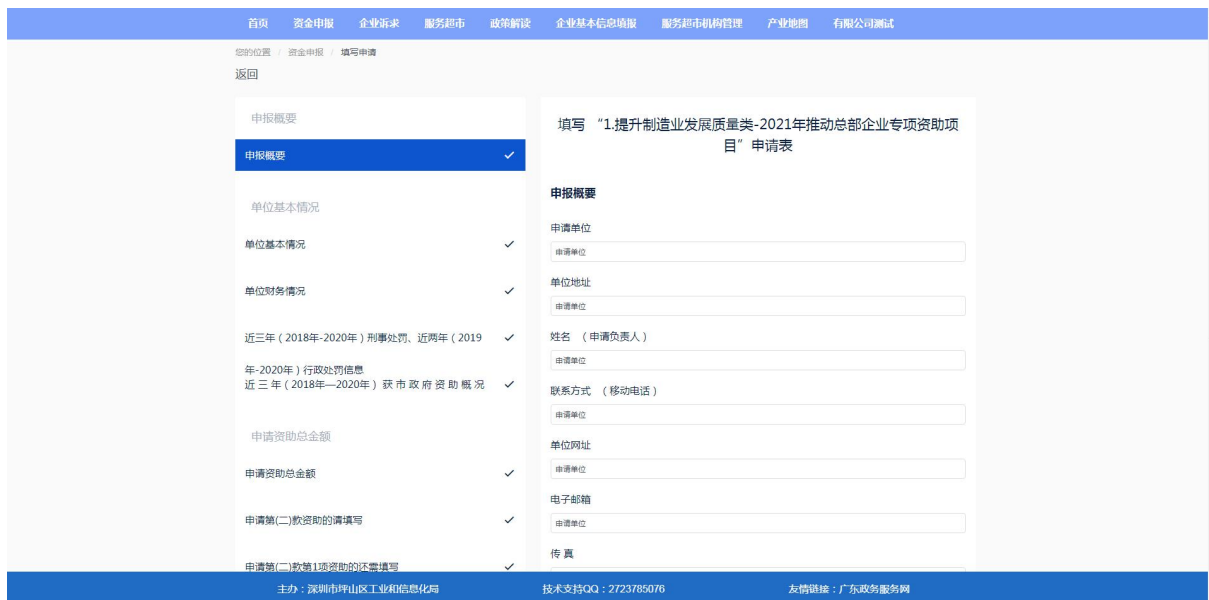 首页 资金申报 企业诉求 服务超市 政策解读 企业基本信息填报 服务超市机构管理 产业地图 有限公司测试
您的位置 / 资金申报 / 填写申请
返回
申报概要
申报概要
单位基本情况
单位基本情况
单位财务情况
近三年(2018年-2020年)刑事处罚、近两年(2019
年-2020年)行政处罚信息
近三年(2018年—2020年)获市政府资助概况
申请资助总金额
申请资助总金额
申请第(二)款资助的请填写
申请第(二)款第1项资助的还需填写
填写 “1.提升制造业发展质量类-2021年推动总部企业专项资助项
目”申请表
申报概要
申请单位
申请单位
单位地址
申请单位
姓名 (申请负责人)
申请单位
联系方式 (移动电话)
申请单位
单位网址
申请单位
电子邮箱
申请单位
传 真
主办:深圳市坪山区工业和信息化局 技术支持QQ:2723785076 友情链接:广东政务服务网